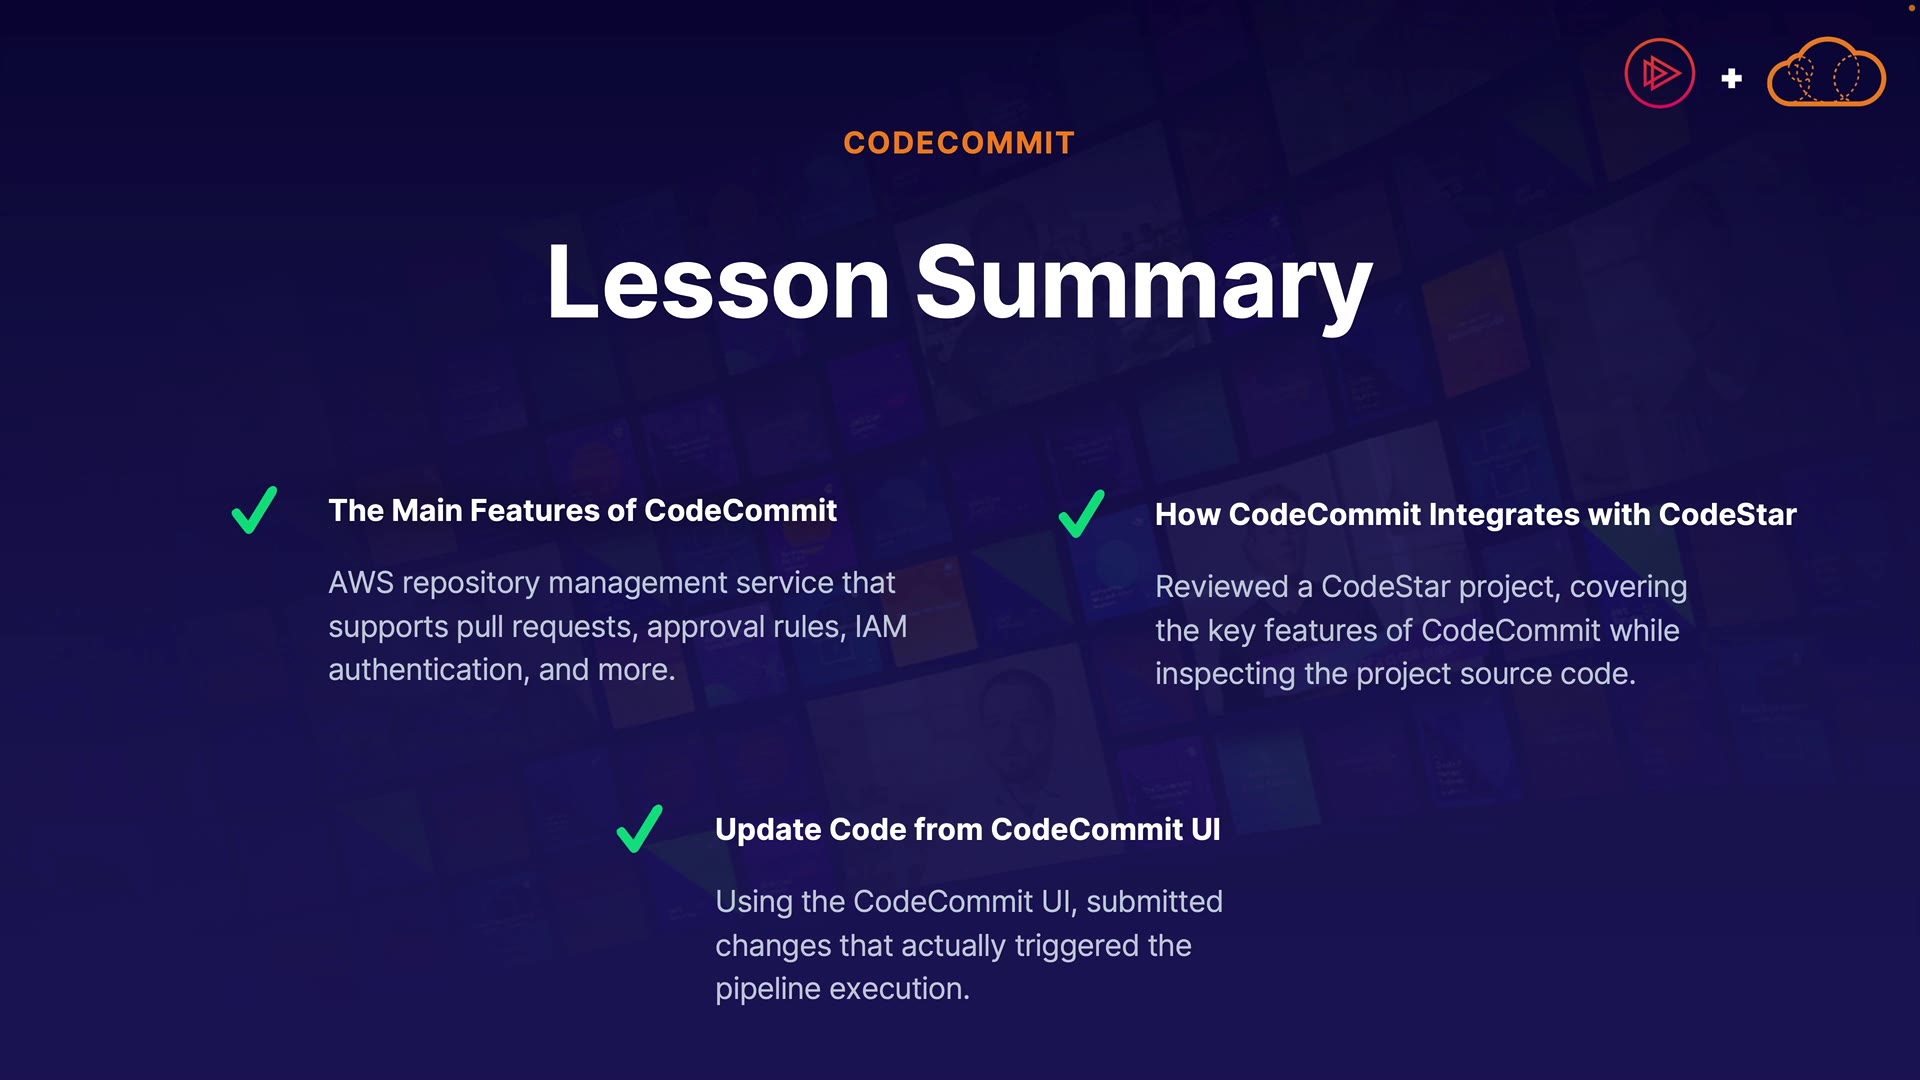 CODECOMMIT
Lesson Summary
The Main Features of CodeCommit
AWS repository management service that
supports pull requests, approval rules, IAM
authentication, and more.
How CodeCommit Integrates with CodeStar
Reviewed a CodeStar project, covering
the key features of CodeCommit while
inspecting the project source code.
Update Code from CodeCommit UI
Using the CodeCommit UI, submitted
changes that actually triggered the
pipeline execution.